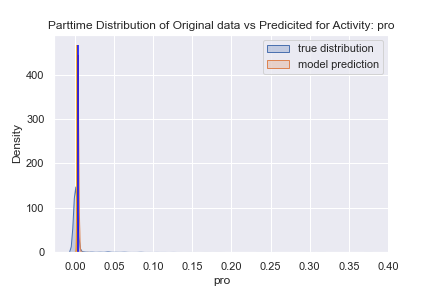 Parttime Distribution of Original data vs Predicited for Activity: pro
true distribution
model prediction
Density
400
300
200
100
0
0.00 0.05 0.10 0.15 0.20 0.25 0.30 0.35 0.40
pro